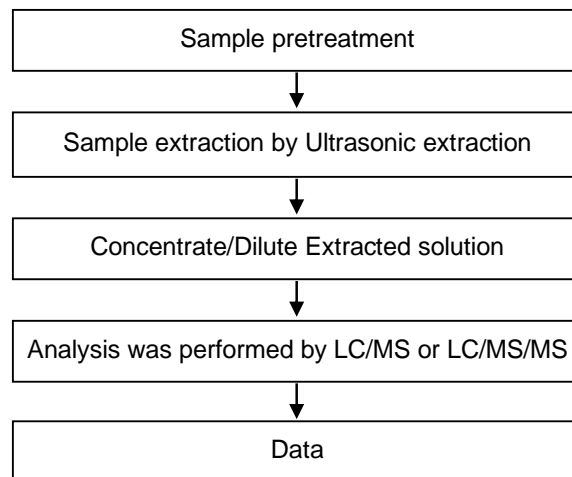 Sample pretreatment
Sample extraction by Ultrasonic extraction
Concentrate/Dilute Extracted solution
Analysis was performed by LC/MS or LC/MS/MS
Data